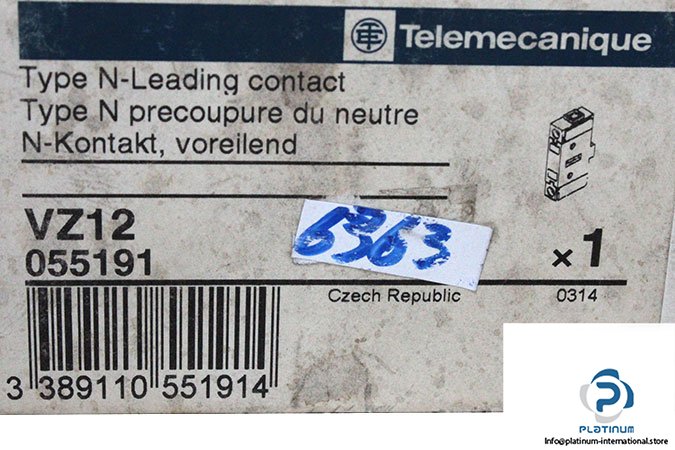 Telemecanique
Type N-Leading contact
Type N precoupure du neutre
N-Kontakt, voreilend
VZ12
055191
6363
x 1
Czech Republic
0314
3 389110 551914
PLATINUM
Info@platinum-international.store